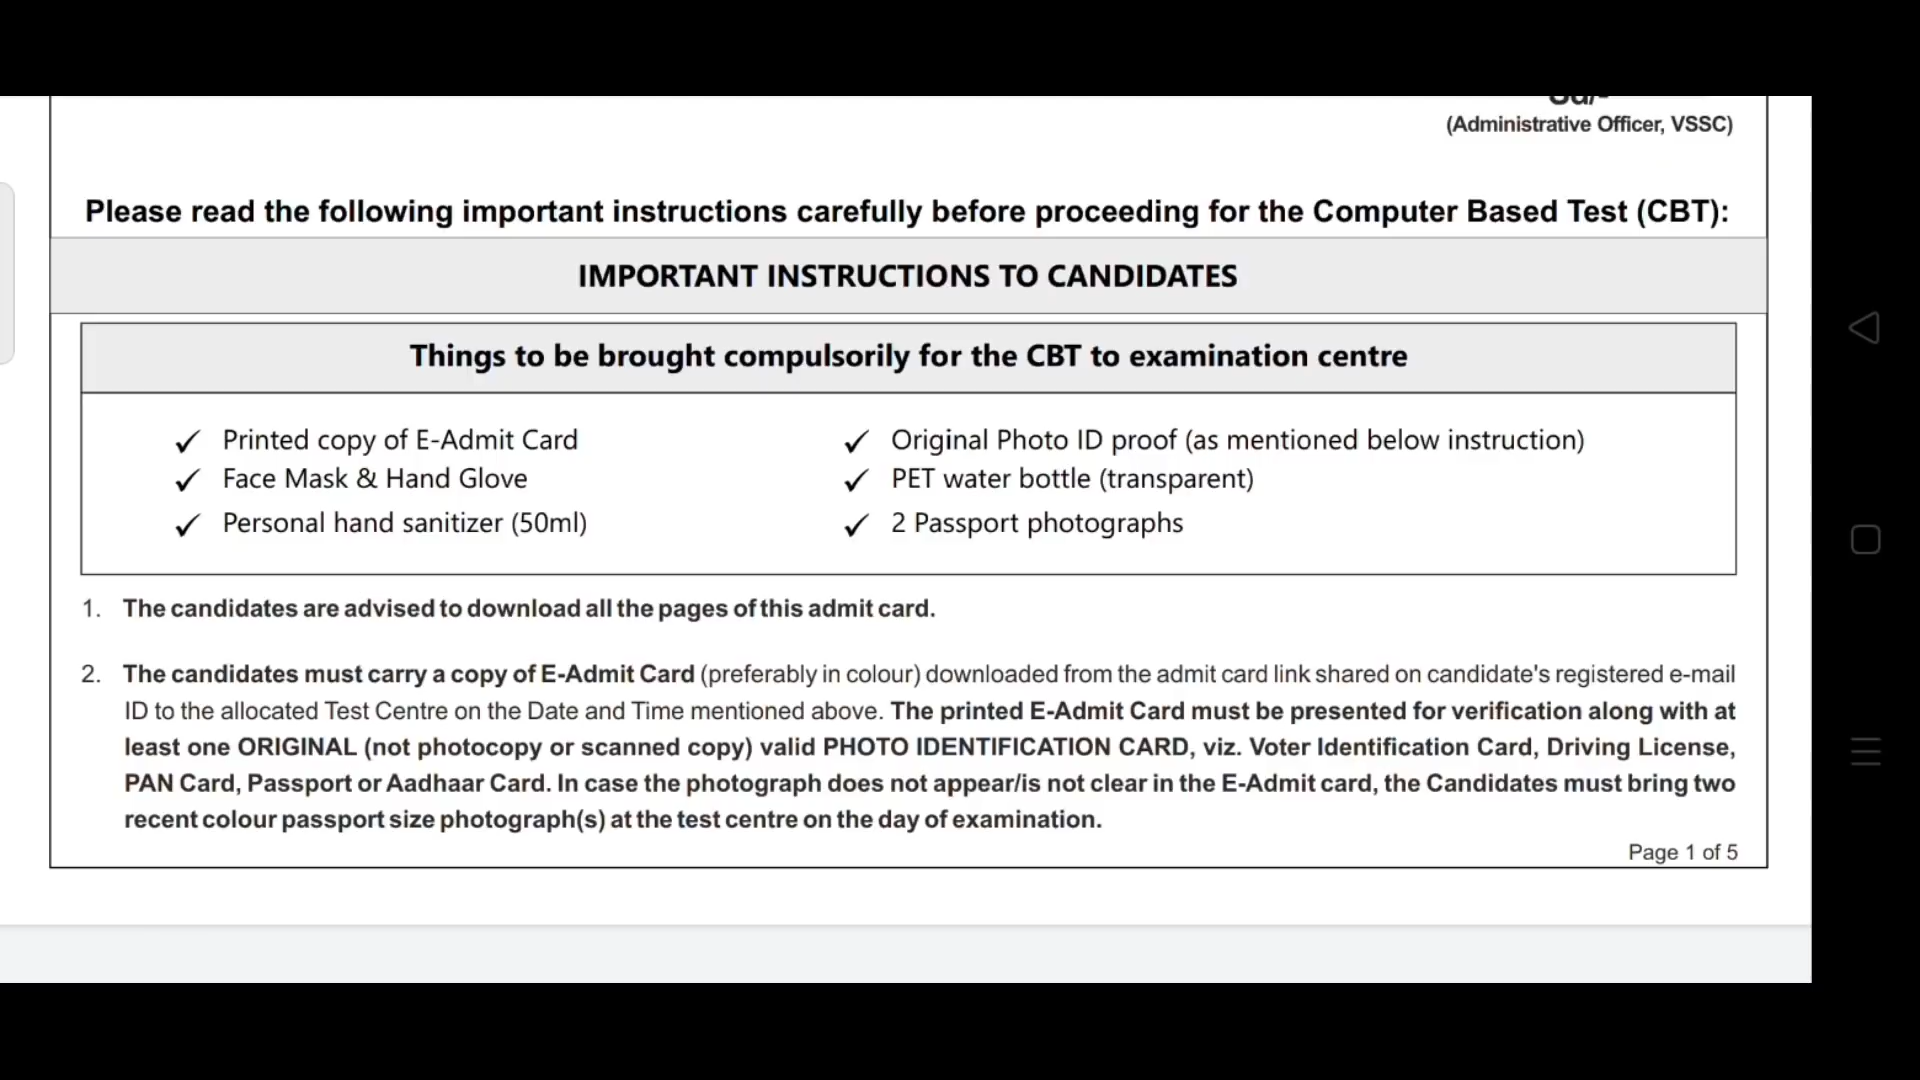 (Administrative Officer, VSSC)
Please read the following important instructions carefully before proceeding for the Computer Based Test (CBT):
IMPORTANT INSTRUCTIONS TO CANDIDATES
Things to be brought compulsorily for the CBT to examination centre
✓ Printed copy of E-Admit Card
✓ Original Photo ID proof (as mentioned below instruction)
✓ Face Mask & Hand Glove
✓ PET water bottle (transparent)
✓ Personal hand sanitizer (50ml)
✓ 2 Passport photographs
1. The candidates are advised to download all the pages of this admit card.
2. The candidates must carry a copy of E-Admit Card (preferably in colour) downloaded from the admit card link shared on candidate's registered e-mail
ID to the allocated Test Centre on the Date and Time mentioned above. The printed E-Admit Card must be presented for verification along with at
least one ORIGINAL (not photocopy or scanned copy) valid PHOTO IDENTIFICATION CARD, viz. Voter Identification Card, Driving License,
PAN Card, Passport or Aadhaar Card. In case the photograph does not appear/is not clear in the E-Admit card, the Candidates must bring two
recent colour passport size photograph(s) at the test centre on the day of examination.
Page 1 of 5